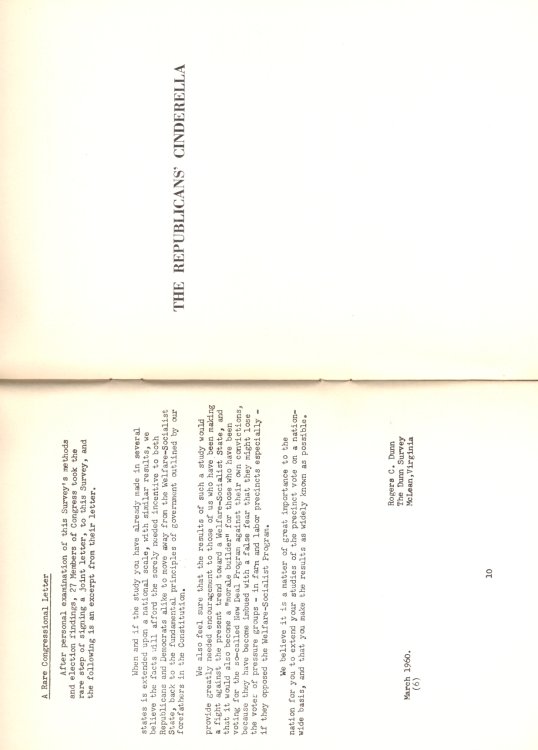 A Rare Congressional Letter
After personal examination of this Survey's methods
and election findings, 27 Members of Congress took the
rare step of signing a joint letter, to this Survey, and
the following is an excerpt from their letter.
When and if the study you have already made in several
states is extended upon a national scale, with similar results, we
believe the facts will afford the sorely needed incentive to both
Republicans and Democrats alike to move away from the Welfare-Socialist
State, back to the fundamental principles of government outlined by our
forefathers in the Constitution.
We also feel sure that the results of such a study would
provide greatly needed encouragement to those of us who have been making
a fight against the present trend toward a Welfare-Socialist State, and
that it would also become a "morale builder" for those who have been
voting for the so-called New Deal Program against their own convictions,
because they have become imbued with a false fear that they might lose
the votes of pressure groups - in farm and labor precincts especially -
if they opposed the Welfare-Socialist Program.
We believe it is a matter of great importance to the
nation for you to extend your studies of the precinct vote on a nation-
wide basis, and that you make the results as widely known as possible.
Rogers C. Dunn
The Dunn Survey
McLean,Virginia
March 1960.
(6)
10
THE REPUBLICANS' CINDERELLA